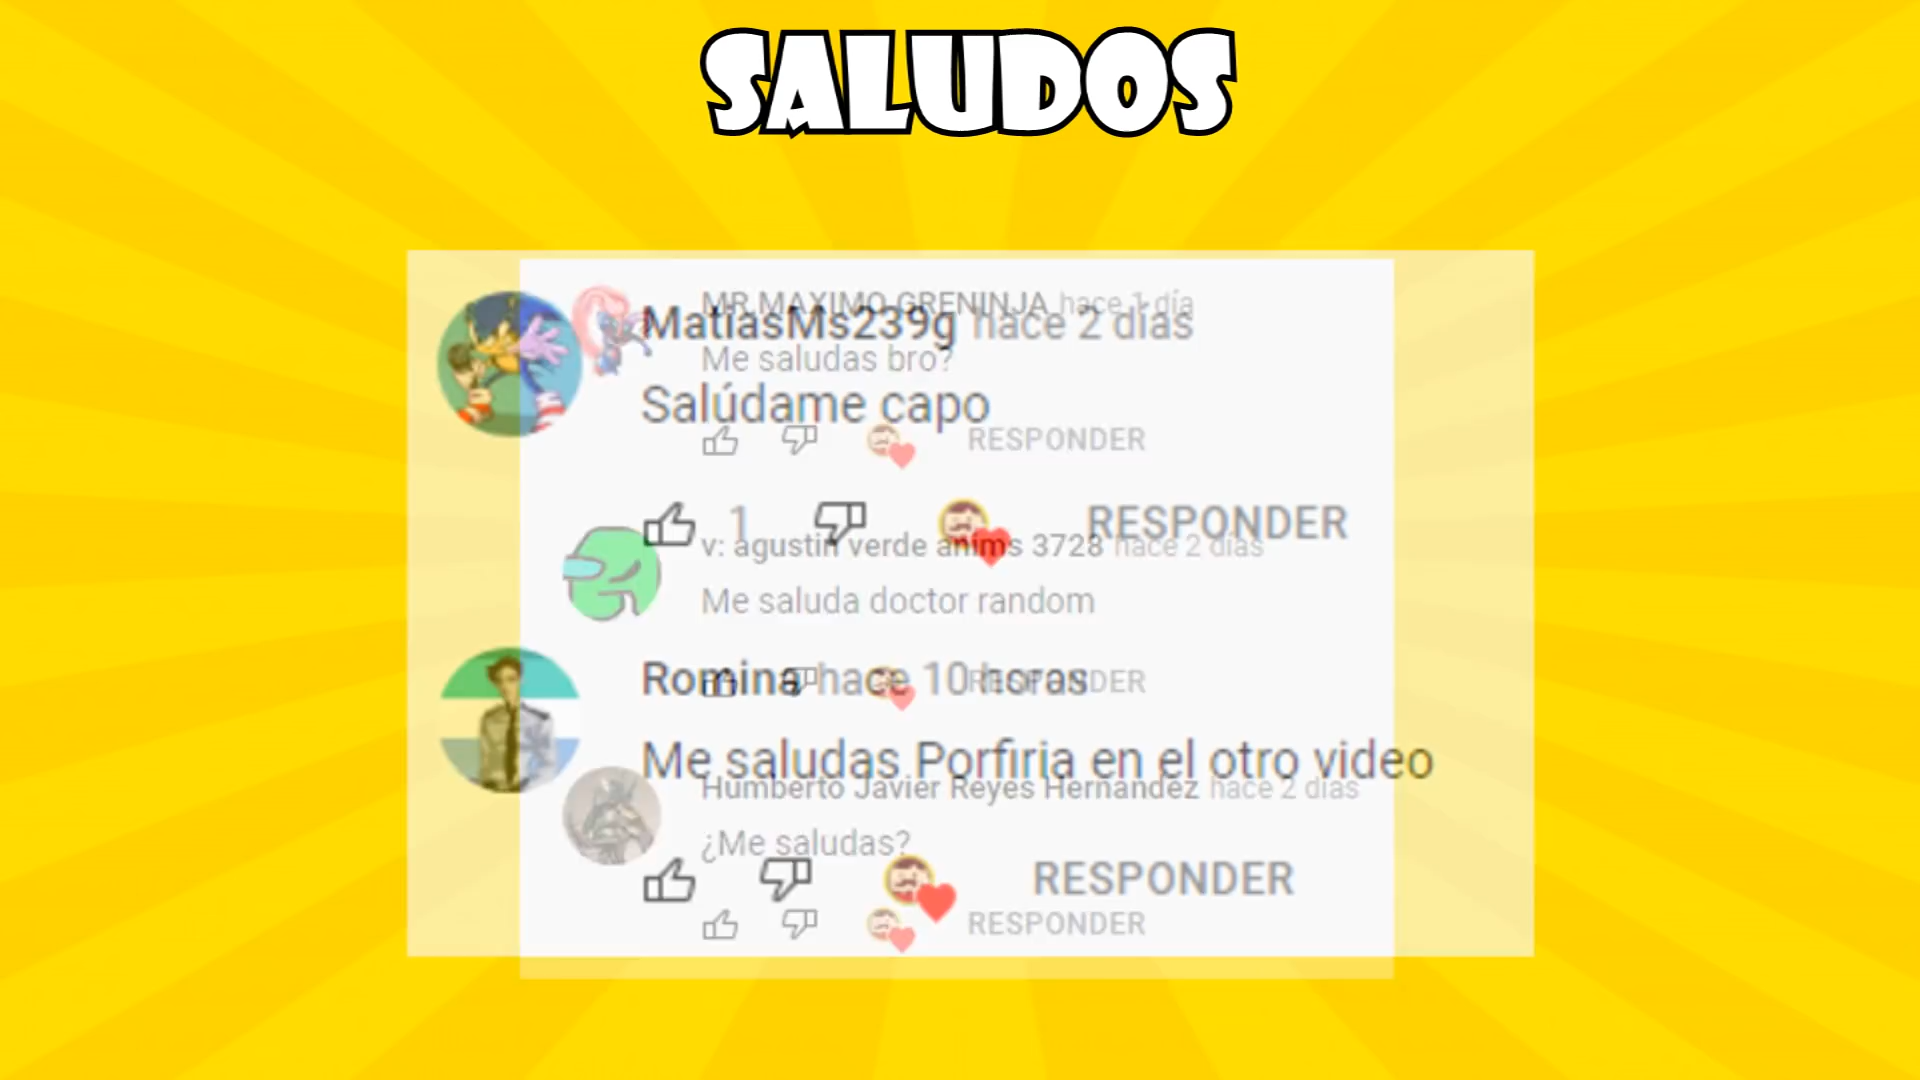 SALUDOS
MR MAXIMO GRENINJA hace 1 día
MatíasMs239g hace 2 días
Me saludas bro?
Salúdame capo
RESPONDER
1 RESPONDER
v: agustin verde anims 3728 hace 2 días
Me saluda doctor random
Romina hace 10 horas
RESPONDER
Me saludas Porfiria en el otro video
Humberto Javier Reyes Hernandez hace 2 días
¿Me saludas?
RESPONDER
RESPONDER